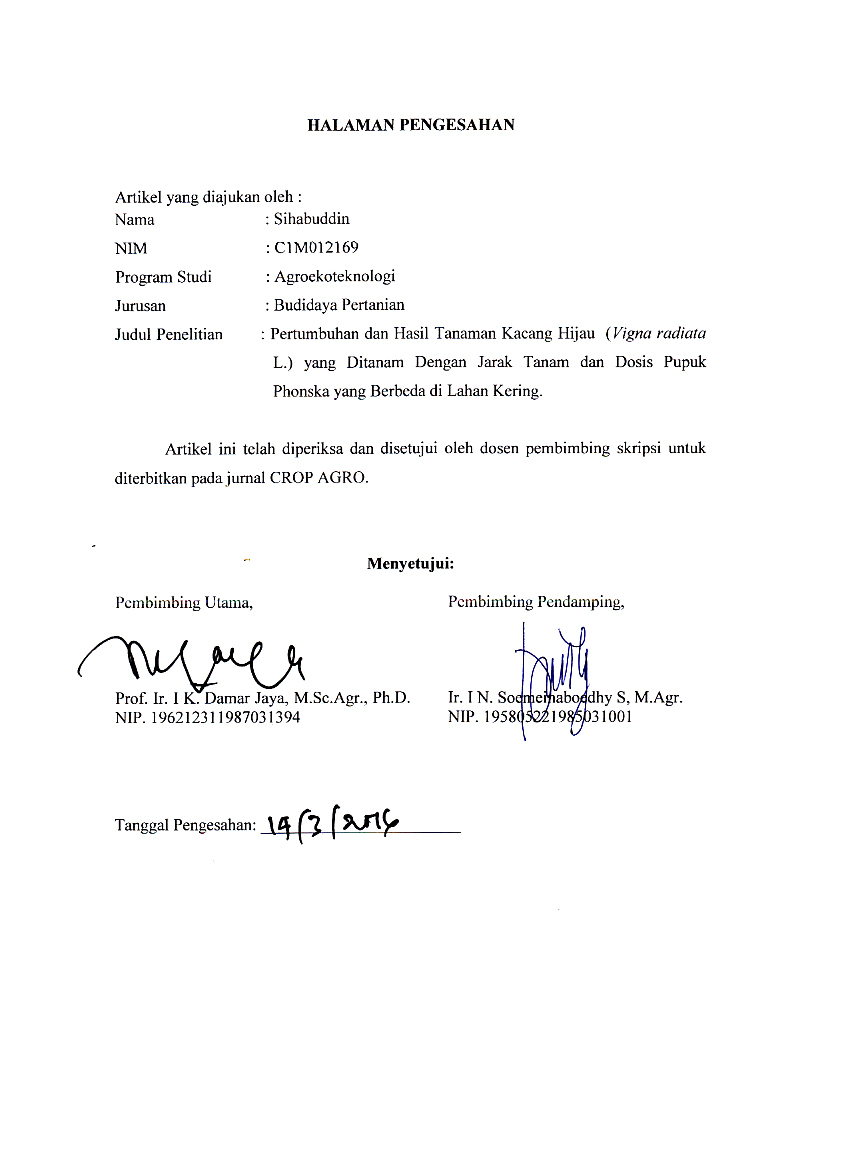 HALAMAN PENGESAHAN
Artikel yang diajukan oleh :
Nama : Sihabuddin
NIM : C1M012169
Program Studi : Agroekoteknologi
Jurusan : Budidaya Pertanian
Judul Penelitian : Pertumbuhan dan Hasil Tanaman Kacang Hijau (Vigna radiata
L.) yang Ditanam Dengan Jarak Tanam dan Dosis Pupuk
Phonska yang Berbeda di Lahan Kering.
Artikel ini telah diperiksa dan disetujui oleh dosen pembimbing skripsi untuk
diterbitkan pada jurnal CROP AGRO.
Menyetujui:
Pembimbing Utama, Pembimbing Pendamping,
Prof. Ir. I K. Damar Jaya, M.Sc.Agr., Ph.D. Ir. I N. Soemeinaboedhy S, M.Agr.
NIP. 196212311987031394 NIP. 195805221985031001
Tanggal Pengesahan: /3/2016